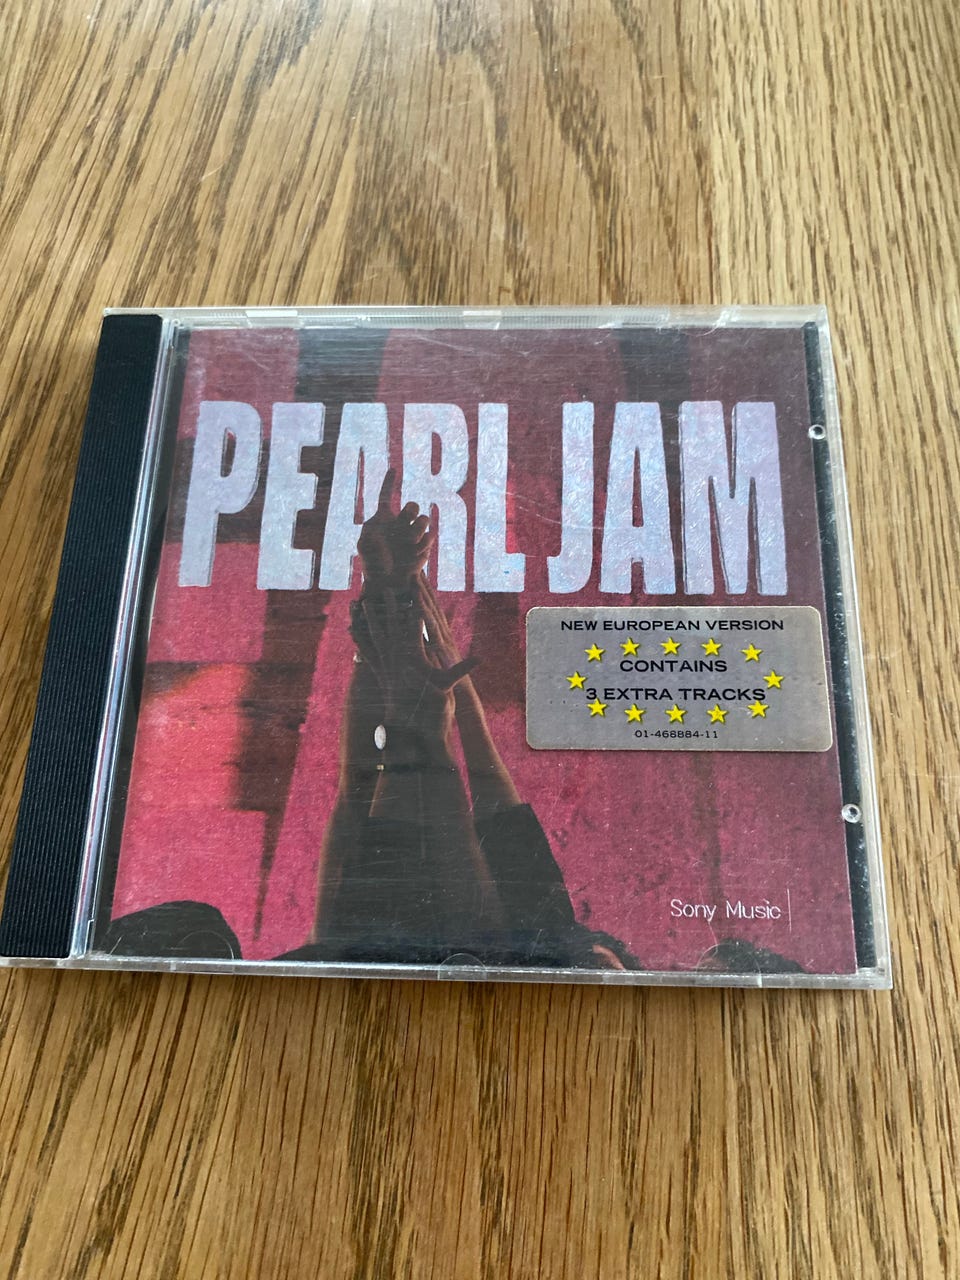 PEARL JAM
NEW EUROPEAN VERSION
CONTAINS
3 EXTRA TRACKS
01-468884-11
Sony Music